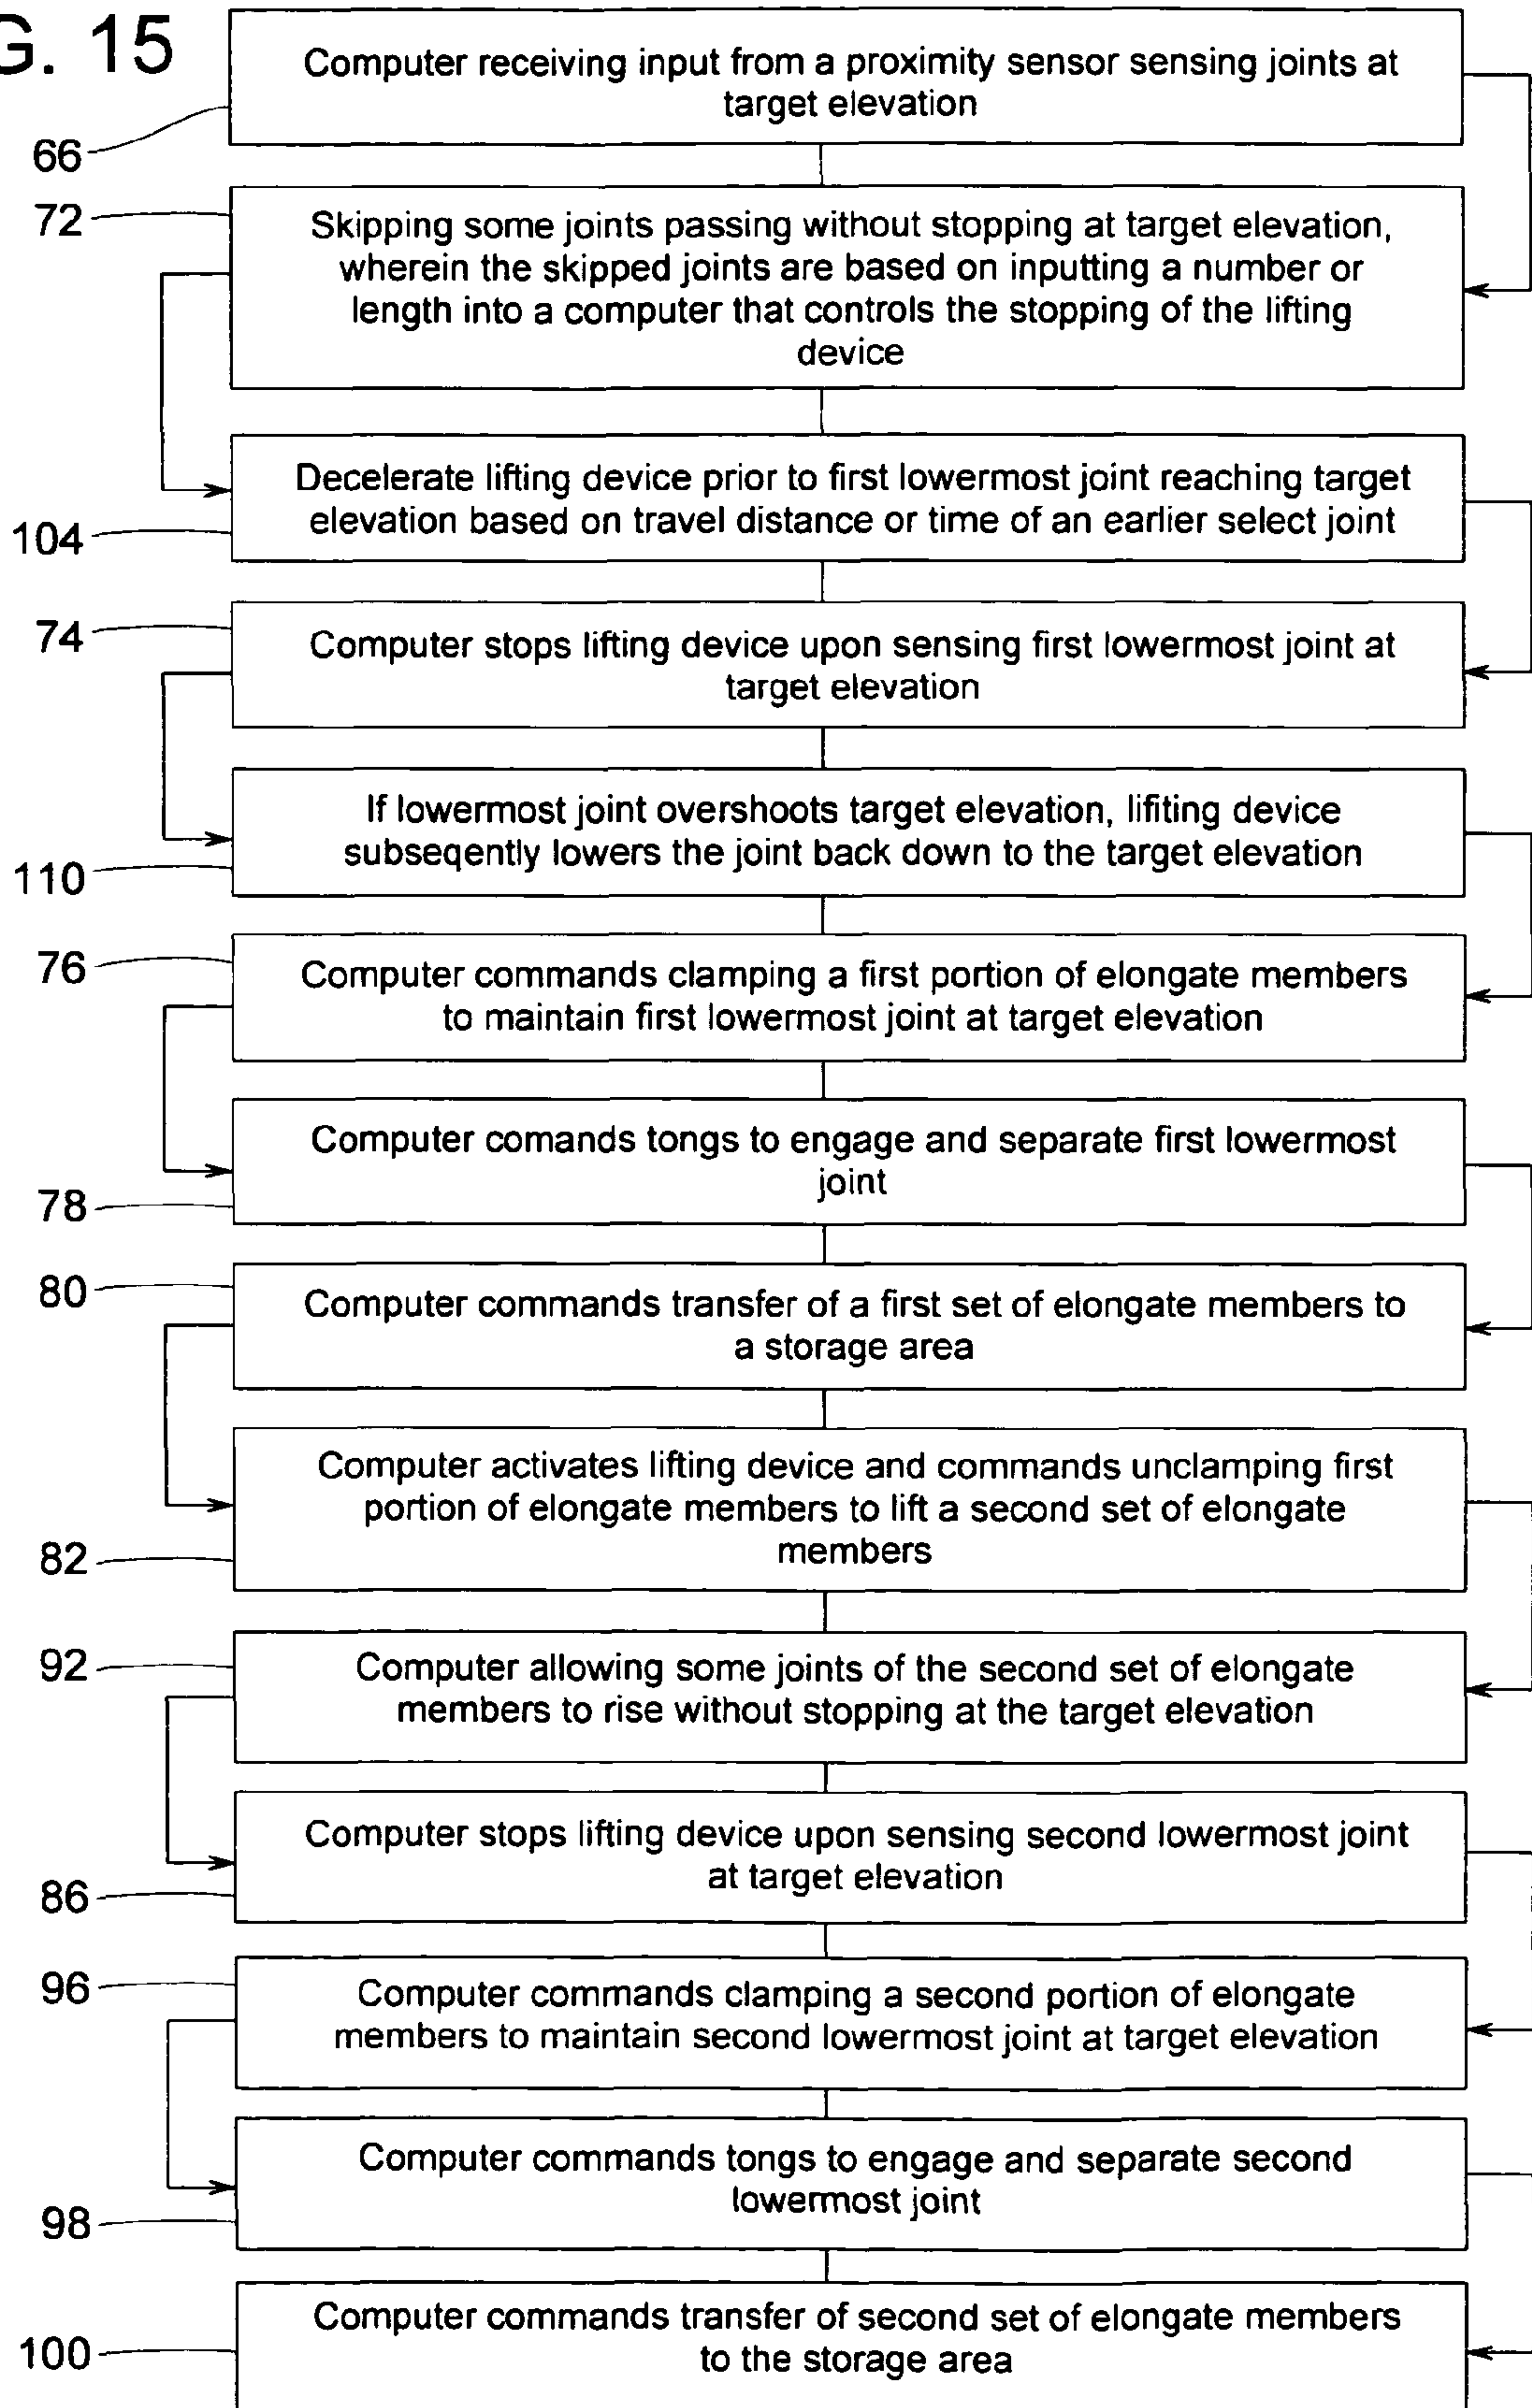 G. 15
Computer receiving input from a proximity sensor sensing joints at
target elevation
66
72
Skipping some joints passing without stopping at target elevation,
wherein the skipped joints are based on inputting a number or
length into a computer that controls the stopping of the lifting
device
Decelerate lifting device prior to first lowermost joint reaching target
elevation based on travel distance or time of an earlier select joint
104
74
Computer stops lifting device upon sensing first lowermost joint at
target elevation
If lowermost joint overshoots target elevation, lifiting device
subseqently lowers the joint back down to the target elevation
110
76
Computer commands clamping a first portion of elongate members
to maintain first lowermost joint at target elevation
Computer comands tongs to engage and separate first lowermost
joint
78
80
Computer commands transfer of a first set of elongate members to
a storage area
Computer activates lifting device and commands unclamping first
portion of elongate members to lift a second set of elongate
members
82
92
Computer allowing some joints of the second set of elongate
members to rise without stopping at the target elevation
Computer stops lifting device upon sensing second lowermost joint
at target elevation
86
96
Computer commands clamping a second portion of elongate
members to maintain second lowermost joint at target elevation
Computer commands tongs to engage and separate second
lowermost joint
98
Computer commands transfer of second set of elongate members
to the storage area
100